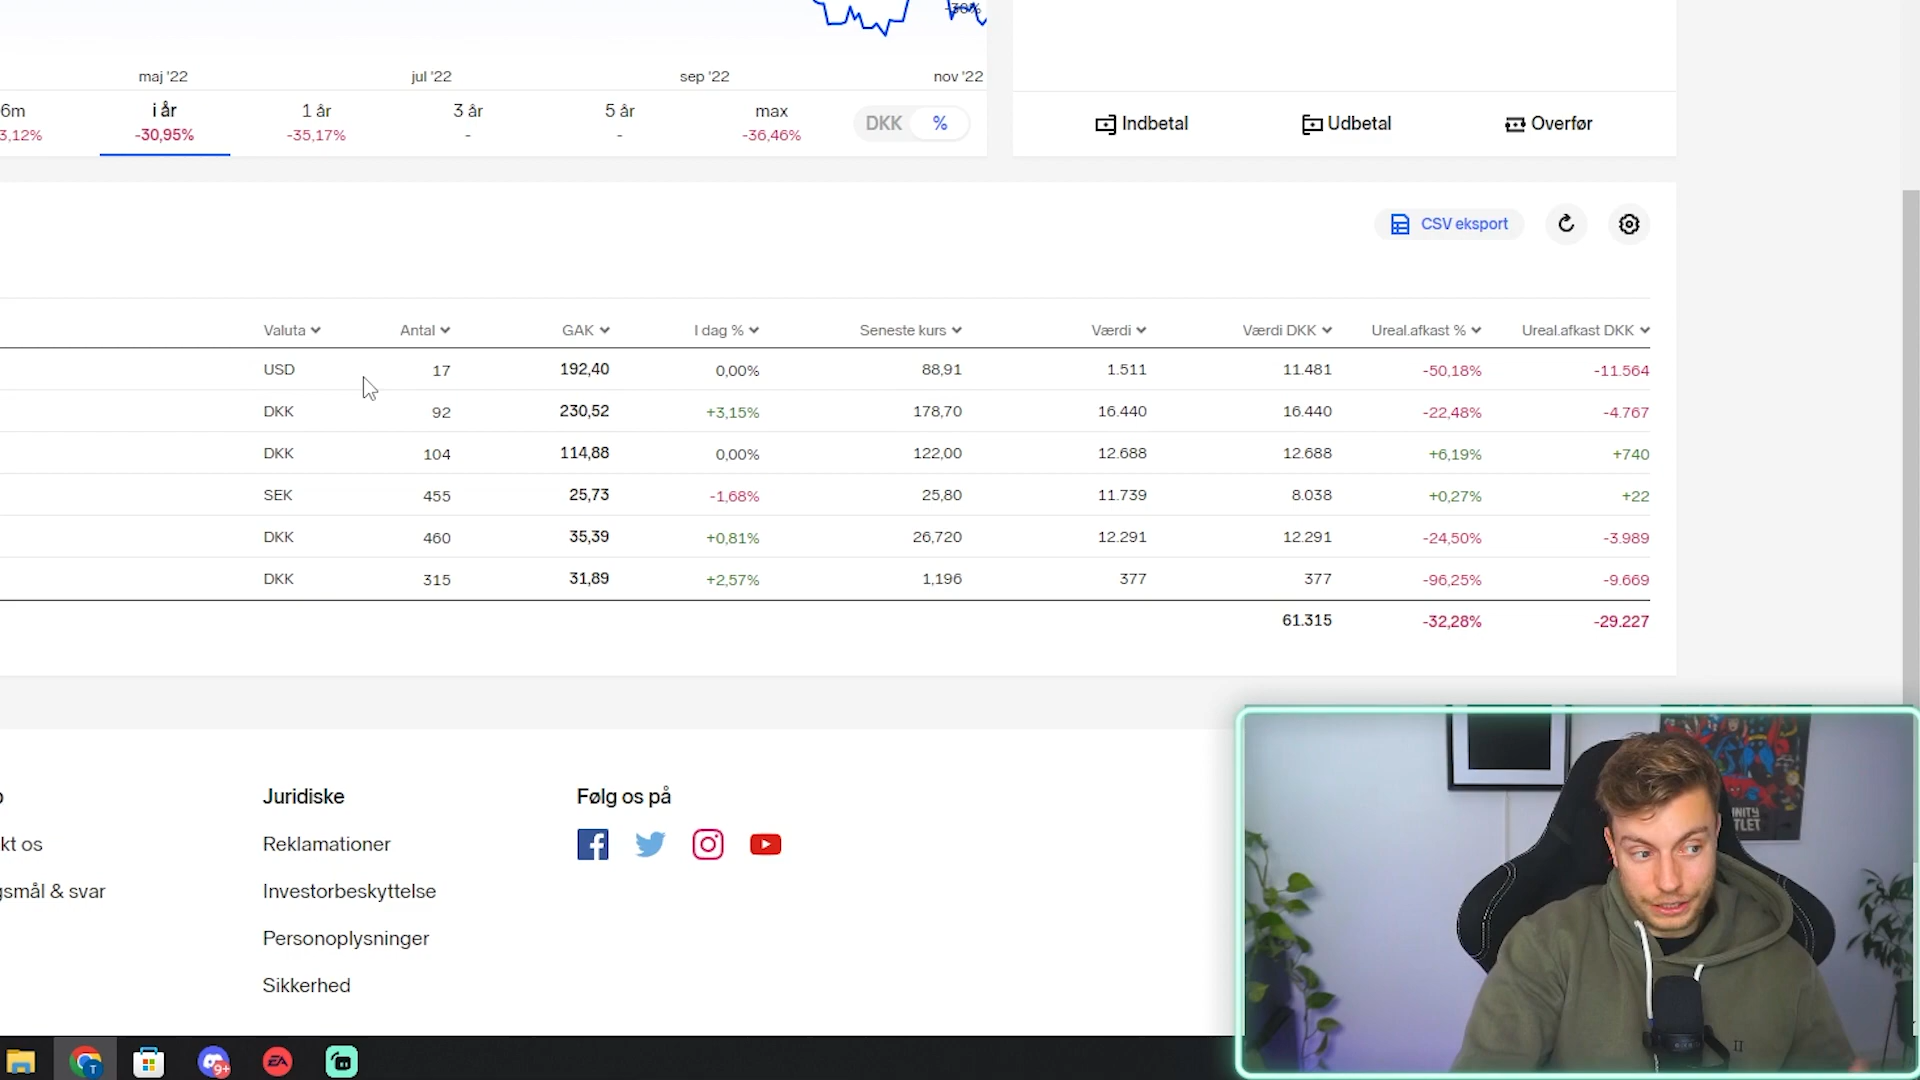 -30%
maj '22 jul '22 sep '22 nov '22
6m i år 1 år 3 år 5 år max
3,12% -30,95% -35,17% - - -36,46%
DKK %
Indbetal Udbetal Overfør
CSV eksport
Valuta Antal GAK I dag % Seneste kurs Værdi Værdi DKK Ureal.afkast % Ureal.afkast DKK
USD 17 192,40 0,00% 88,91 1.511 11.481 -50,18% -11.564
DKK 92 230,52 +3,15% 178,70 16.440 16.440 -22,48% -4.767
DKK 104 114,88 0,00% 122,00 12.688 12.688 +6,19% +740
SEK 455 25,73 -1,68% 25,80 11.739 8.038 +0,27% +22
DKK 460 35,39 +0,81% 26,720 12.291 12.291 -24,50% -3.989
DKK 315 31,89 +2,57% 1,196 377 377 -96,25% -9.669
61.315 -32,28% -29.227
Juridiske Følg os på
kt os Reklamationer
gsmål & svar Investorbeskyttelse
Personoplysninger
Sikkerhed
9+
EA
T